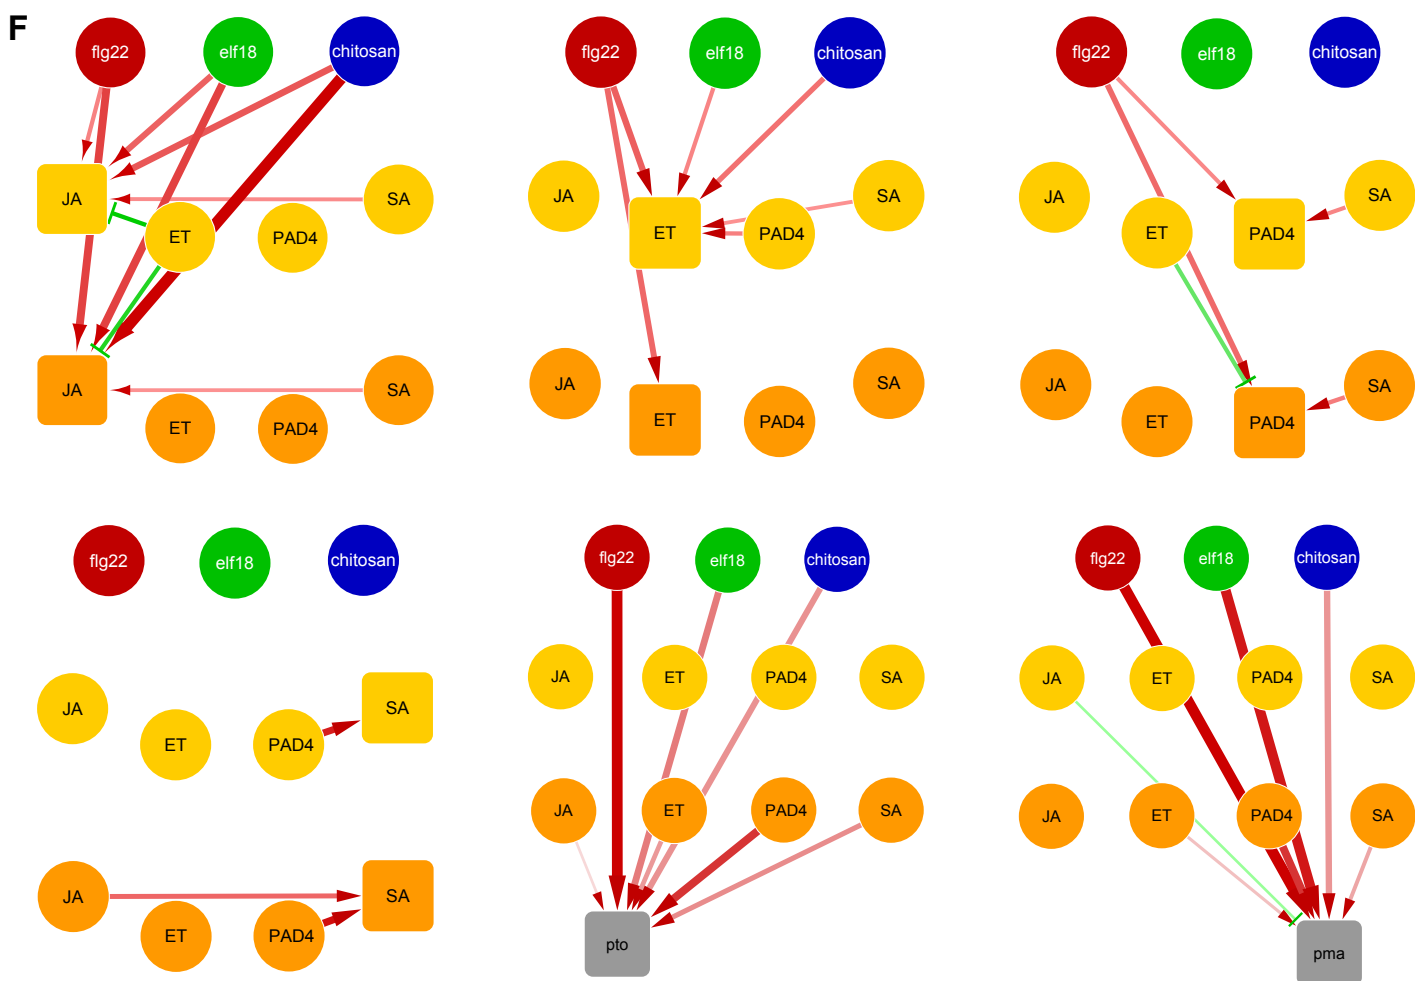 F
flg22
elf18
chitosan
JA
SA
ET
PAD4
JA
SA
ET
PAD4
flg22
elf18
chitosan
JA
SA
ET
PAD4
JA
SA
ET
PAD4
flg22
elf18
chitosan
JA
SA
ET
PAD4
JA
SA
ET
PAD4
flg22
elf18
chitosan
JA
SA
ET
PAD4
JA
SA
ET
PAD4
flg22
elf18
chitosan
JA
ET
PAD4
SA
JA
ET
PAD4
SA
pto
flg22
elf18
chitosan
JA
ET
PAD4
SA
JA
ET
PAD4
SA
pma